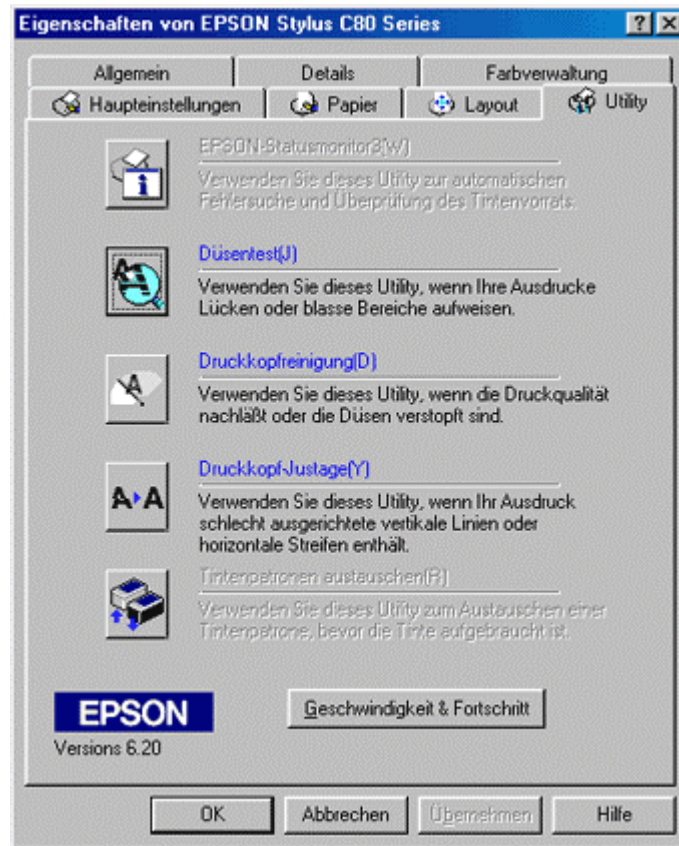 Eigenschaften von EPSON Stylus C80 Series
Allgemein
Details
Farbverwaltung
Haupteinstellungen
Papier
Layout
Utility
EPSON-Statusmonitor3(W)
Verwenden Sie dieses Utility zur automatischen
Fehlersuche und Überprüfung des Tintenvorrats.
Düsentest(J)
Verwenden Sie dieses Utility, wenn Ihre Ausdrucke
Lücken oder blasse Bereiche aufweisen.
Druckkopfreinigung(D)
Verwenden Sie dieses Utility, wenn die Druckqualität
nachläßt oder die Düsen verstopft sind.
Druckkopf-Justage(Y)
Verwenden Sie dieses Utility, wenn Ihr Ausdruck
schlecht ausgerichtete vertikale Linien oder
horizontale Streifen enthält.
Tintenpatronen austauschen(R)
Verwenden Sie dieses Utility zum Austauschen einer
Tintenpatrone, bevor die Tinte aufgebraucht ist.
EPSON
Geschwindigkeit & Fortschritt
Versions 6.20
OK
Abbrechen
Übernehmen
Hilfe